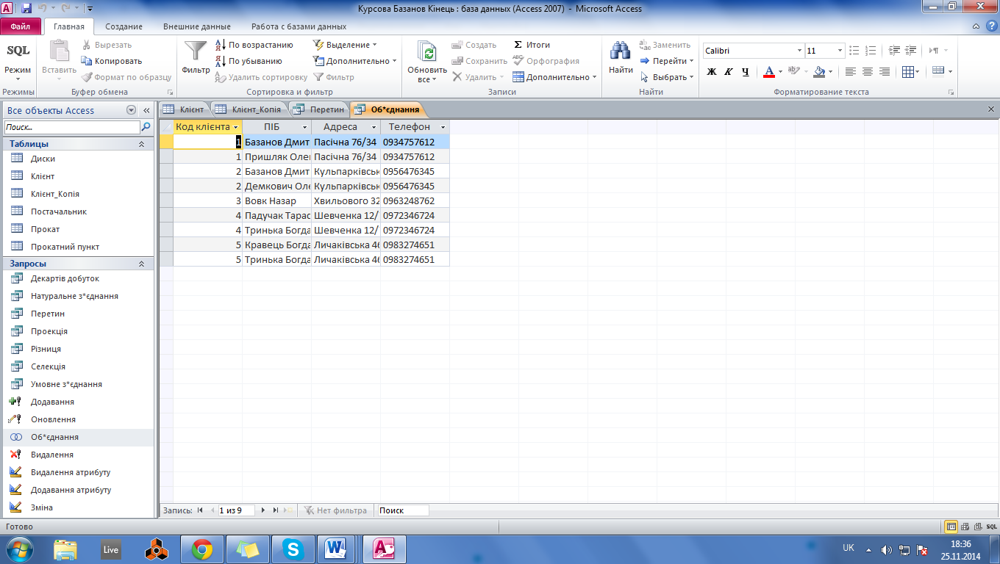 Курсова Базанов Кінець : база данных (Access 2007) - Microsoft Access
Файл Главная Создание Внешние данные Работа с базами данных
SQL
Режим
Режимы
Вставить
Вырезать
Копировать
Формат по образцу
Буфер обмена
Фильтр
По возрастанию
По убыванию
Удалить сортировку
Выделение
Дополнительно
Фильтр
Сортировка и фильтр
Обновить
все
Создать
Сохранить
Удалить
Σ Итоги
Орфография
Дополнительно
Записи
Найти
Заменить
Перейти
Выбрать
Найти
Calibri 11
Ж К Ч
Форматирование текста
Все объекты Access
Поиск...
Таблицы
Диски
Клієнт
Клієнт_Копія
Постачальник
Прокат
Прокатний пункт
Запросы
Декартів добуток
Натуральне з*єднання
Перетин
Проекція
Різниця
Селекція
Умовне з*єднання
Додавання
Оновлення
Об*єднання
Видалення
Видалення атрибуту
Додавання атрибуту
Зміна
Клієнт Клієнт_Копія Перетин Об*єднання
Код клієнта ПІБ Адреса Телефон
1 Базанов Дмит Пасічна 76/34 0934757612
1 Пришляк Оле Пасічна 76/34 0934757612
2 Базанов Дмит Кульпарківськ 0956476345
2 Демкович Оле Кульпарківськ 0956476345
3 Вовк Назар Хвильового 32 0963248762
4 Падучак Тарас Шевченка 12/ 0972346724
4 Тринька Богда Шевченка 12/ 0972346724
5 Кравець Богда Личаківська 46 0983274651
5 Тринька Богда Личаківська 46 0983274651
Запись: 1 из 9 Нет фильтра Поиск
Готово
SQL
Live
UK
18:36
25.11.2014